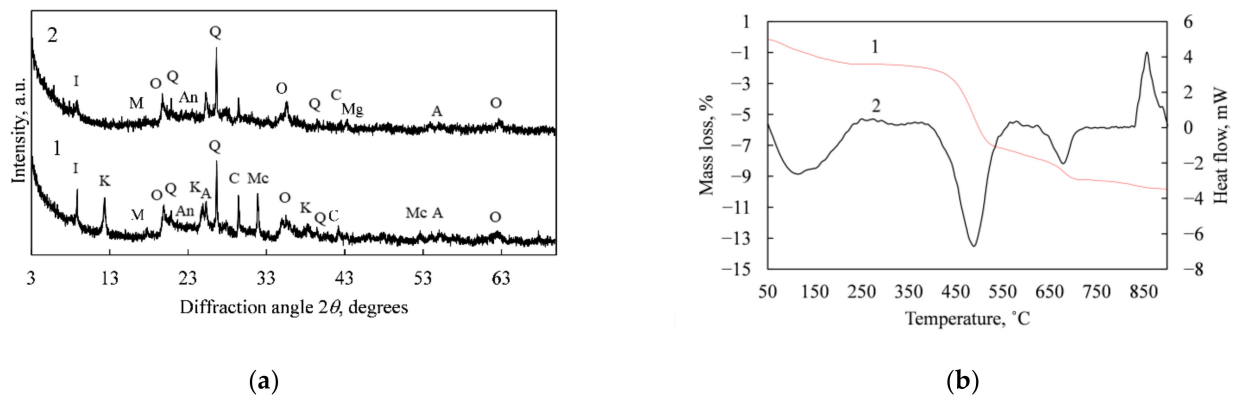 2
I
M
O
Q
An
Q
O
Q
C
Mg
A
O
1
I
K
M
O
Q
An
K
A
Q
C
Mc
O
K
Q
C
Mc A
O
Intensity, a.u.
3 13 23 33 43 53 63
Diffraction angle 2θ, degrees
(a)
1
−1
−3
−5
−7
−9
−11
−13
−15
Mass loss, %
1
2
6
4
2
0
−2
−4
−6
−8
Heat flow, mW
50 150 250 350 450 550 650 750 850
Temperature, ˚C
(b)